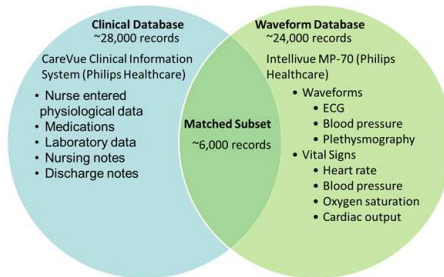 Clinical Database
~28,000 records
CareVue Clinical Information
System (Philips Healthcare)
• Nurse entered
physiological data
• Medications
• Laboratory data
• Nursing notes
• Discharge notes
Matched Subset
~6,000 records
Waveform Database
~24,000 records
Intellivue MP-70 (Philips
Healthcare)
• Waveforms
• ECG
• Blood pressure
• Plethysmography
• Vital Signs
• Heart rate
• Blood pressure
• Oxygen saturation
• Cardiac output